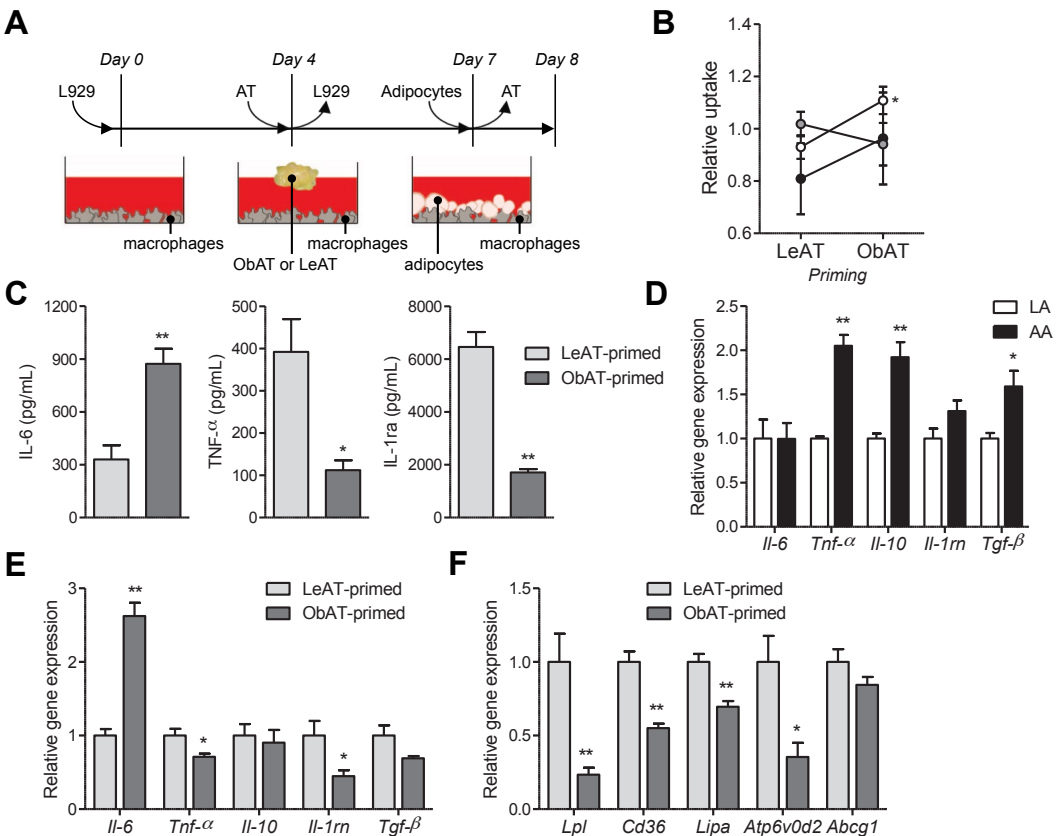 A
Day 0
Day 4
Day 7
Day 8
L929
AT
L929
Adipocytes
AT
macrophages
macrophages
macrophages
ObAT or LeAT
adipocytes
B
Relative uptake
1.4
1.2
1.0
0.8
0.6
*
LeAT
ObAT
Priming
C
IL-6 (pg/mL)
1200
900
600
300
0
**
TNF-α (pg/mL)
500
400
300
200
100
0
*
IL-1ra (pg/mL)
8000
6000
4000
2000
0
**
LeAT-primed
ObAT-primed
D
Relative gene expression
2.5
2.0
1.5
1.0
0.5
0.0
**
**
*
LA
AA
Il-6
Tnf-α
Il-10
Il-1rn
Tgf-β
E
Relative gene expression
3
2
1
0
**
*
*
LeAT-primed
ObAT-primed
Il-6
Tnf-α
Il-10
Il-1rn
Tgf-β
F
Relative gene expression
1.5
1.0
0.5
0.0
**
**
**
*
LeAT-primed
ObAT-primed
Lpl
Cd36
Lipa
Atp6v0d2
Abcg1